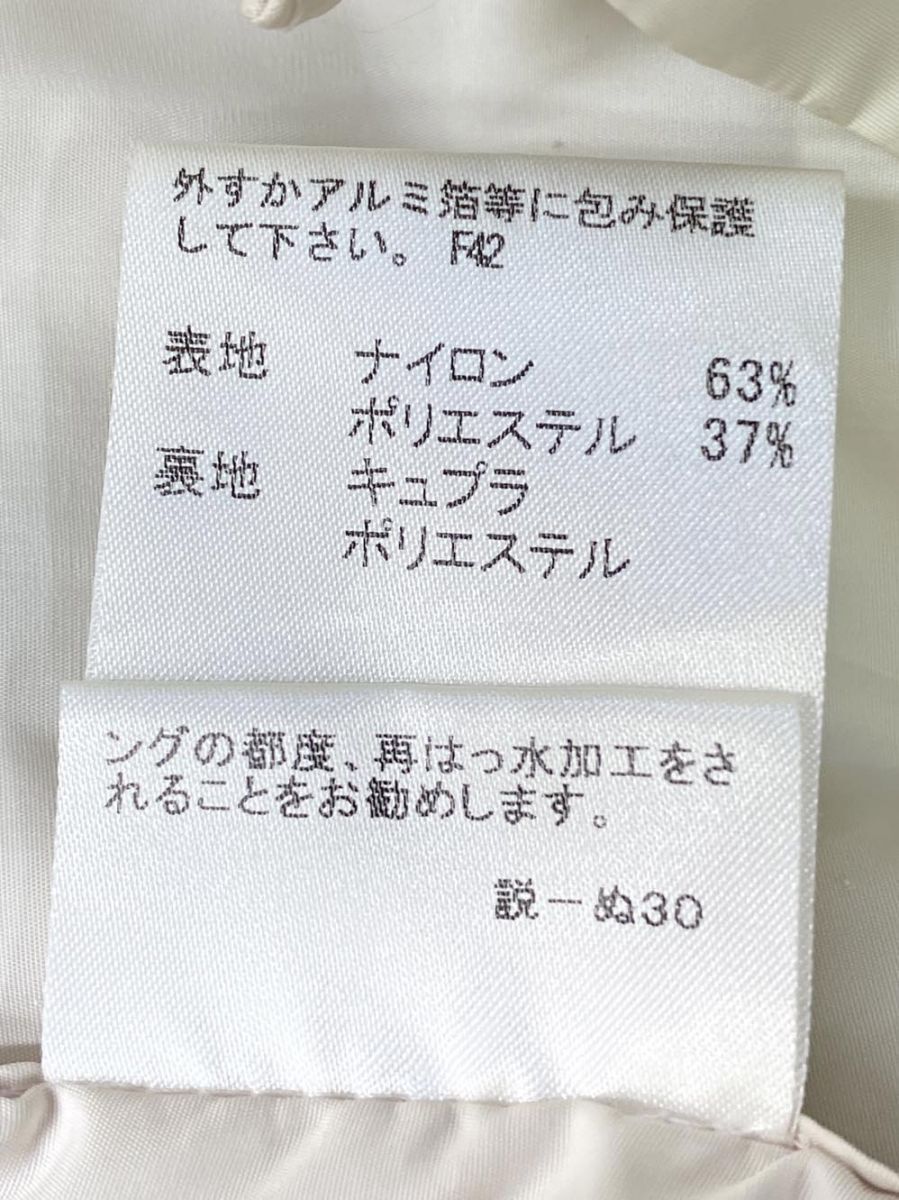 外すかアルミ箔等に包み保護
して下さい。 F42
表地 ナイロン 63%
ポリエステル 37%
裏地 キュプラ
ポリエステル
ングの都度、再はっ水加工をさ
れることをお勧めします。
説ーぬ30